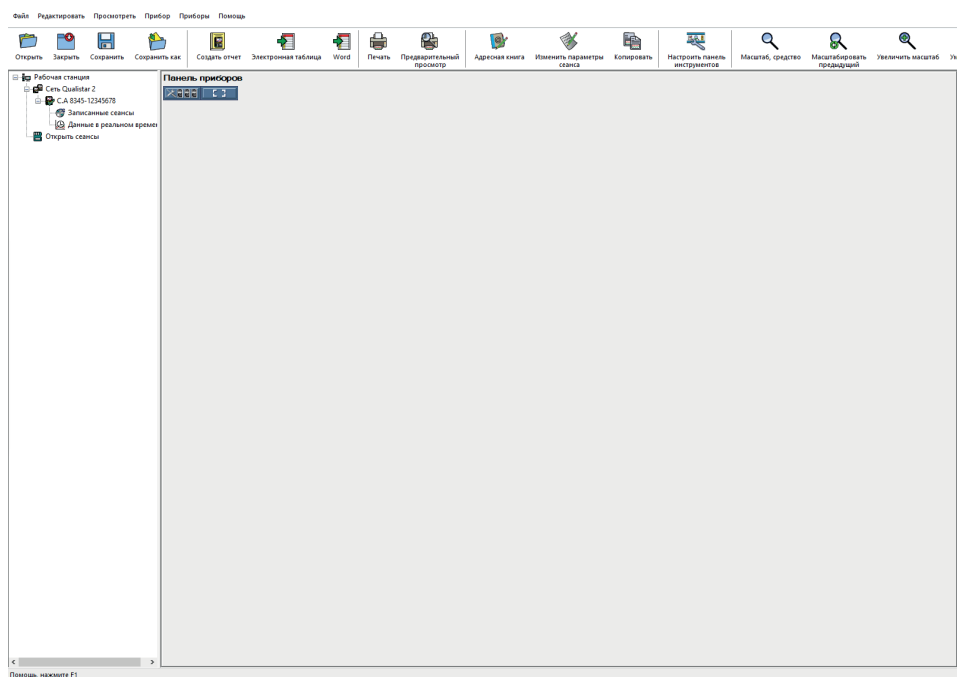 Файл Редактировать Просмотреть Прибор Приборы Помощь
Открыть Закрыть Сохранить Сохранить как Создать отчет Электронная таблица Word Печать Предварительный просмотр Адресная книга Изменить параметры сеанса Копировать Настроить панель инструментов Масштаб, средство Масштабировать предыдущий Увеличить масштаб
Рабочая станция
Сеть Qualistar 2
C.A 8345-12345678
Записанные сеансы
Данные в реальном времен
Открыть сеансы
Панель приборов
Помощь, нажмите F1